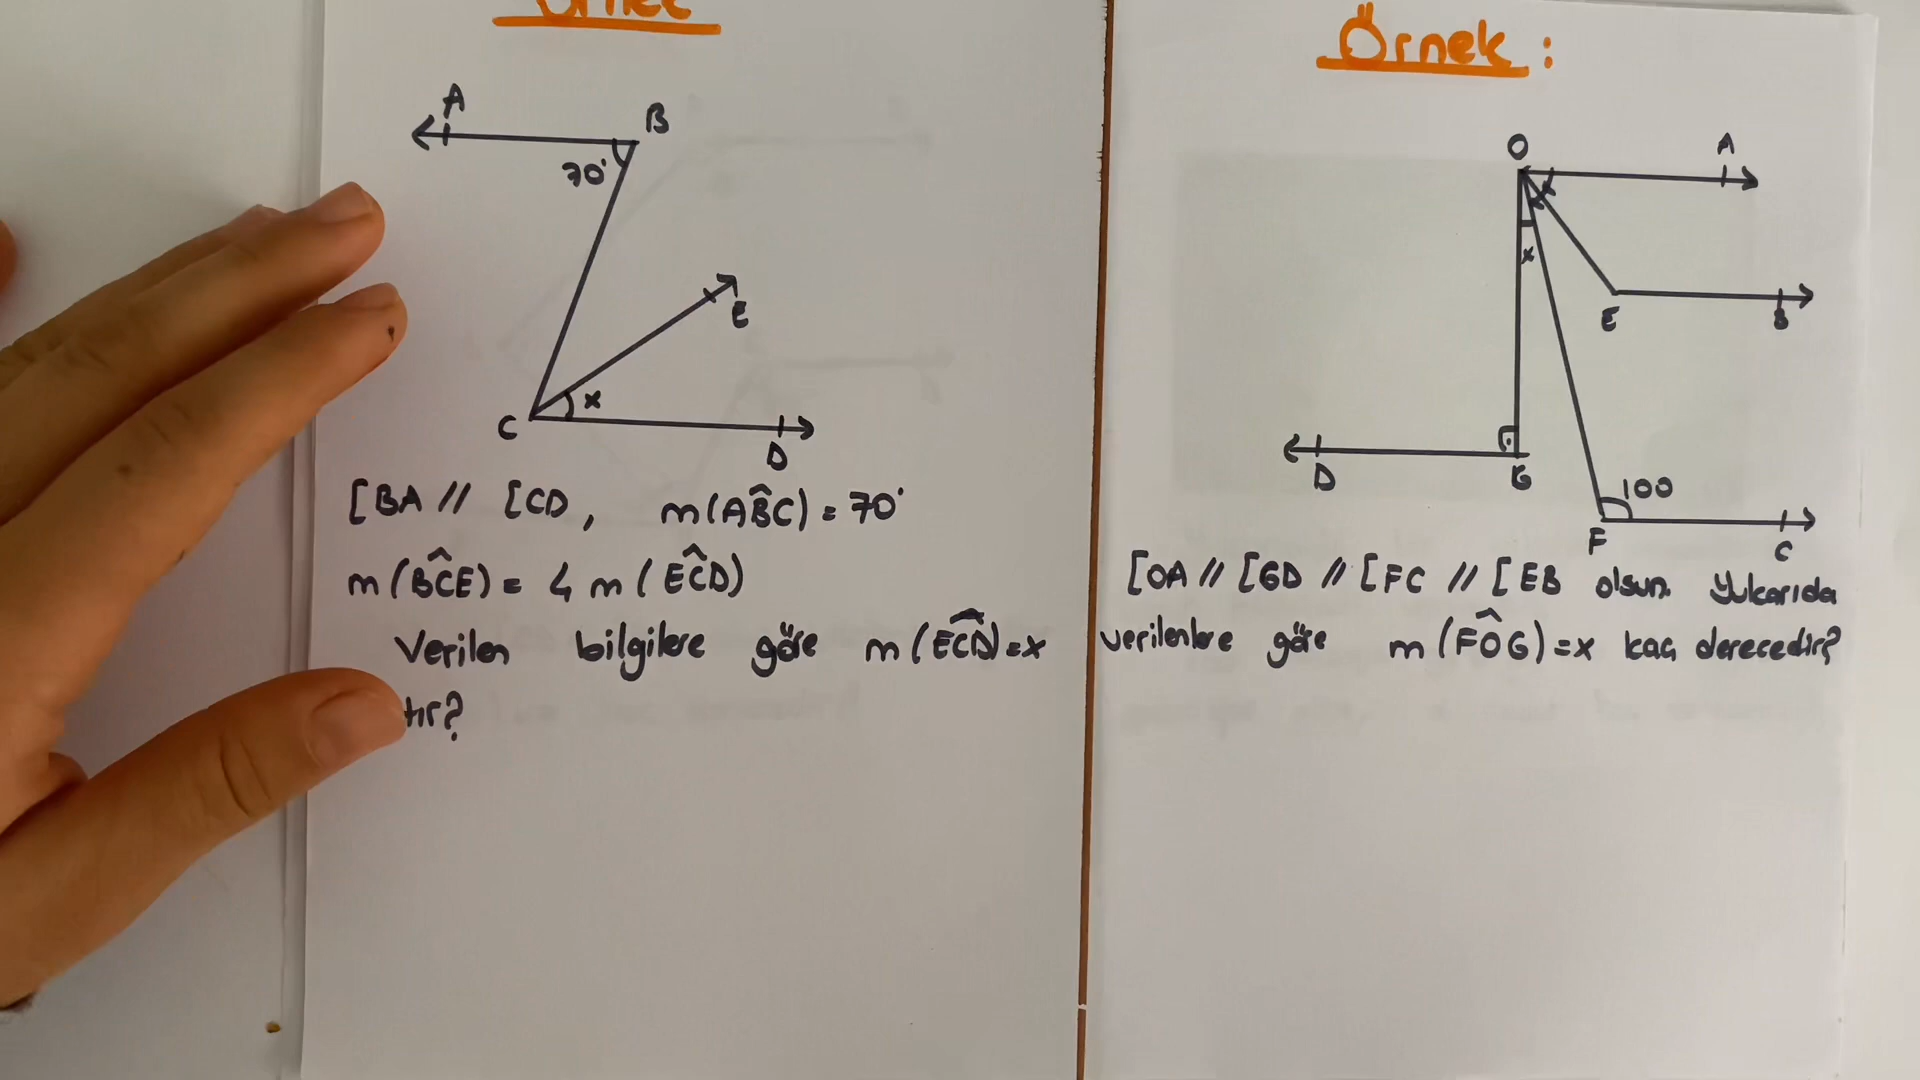 Örnek
A
B
70°
E
x
C
D
[BA // [CD, m(ABC) = 70°
m(BCE) = 4 m(ECD)
Verilen bilgilere göre m(ECD)=x
tır?
Örnek :
O
A
x
E
B
D
G
100
F
C
[OA // [GD // [FC // [EB olsun. Yukarıda
verilenlere göre m(FOG)=x kaç derecedir?